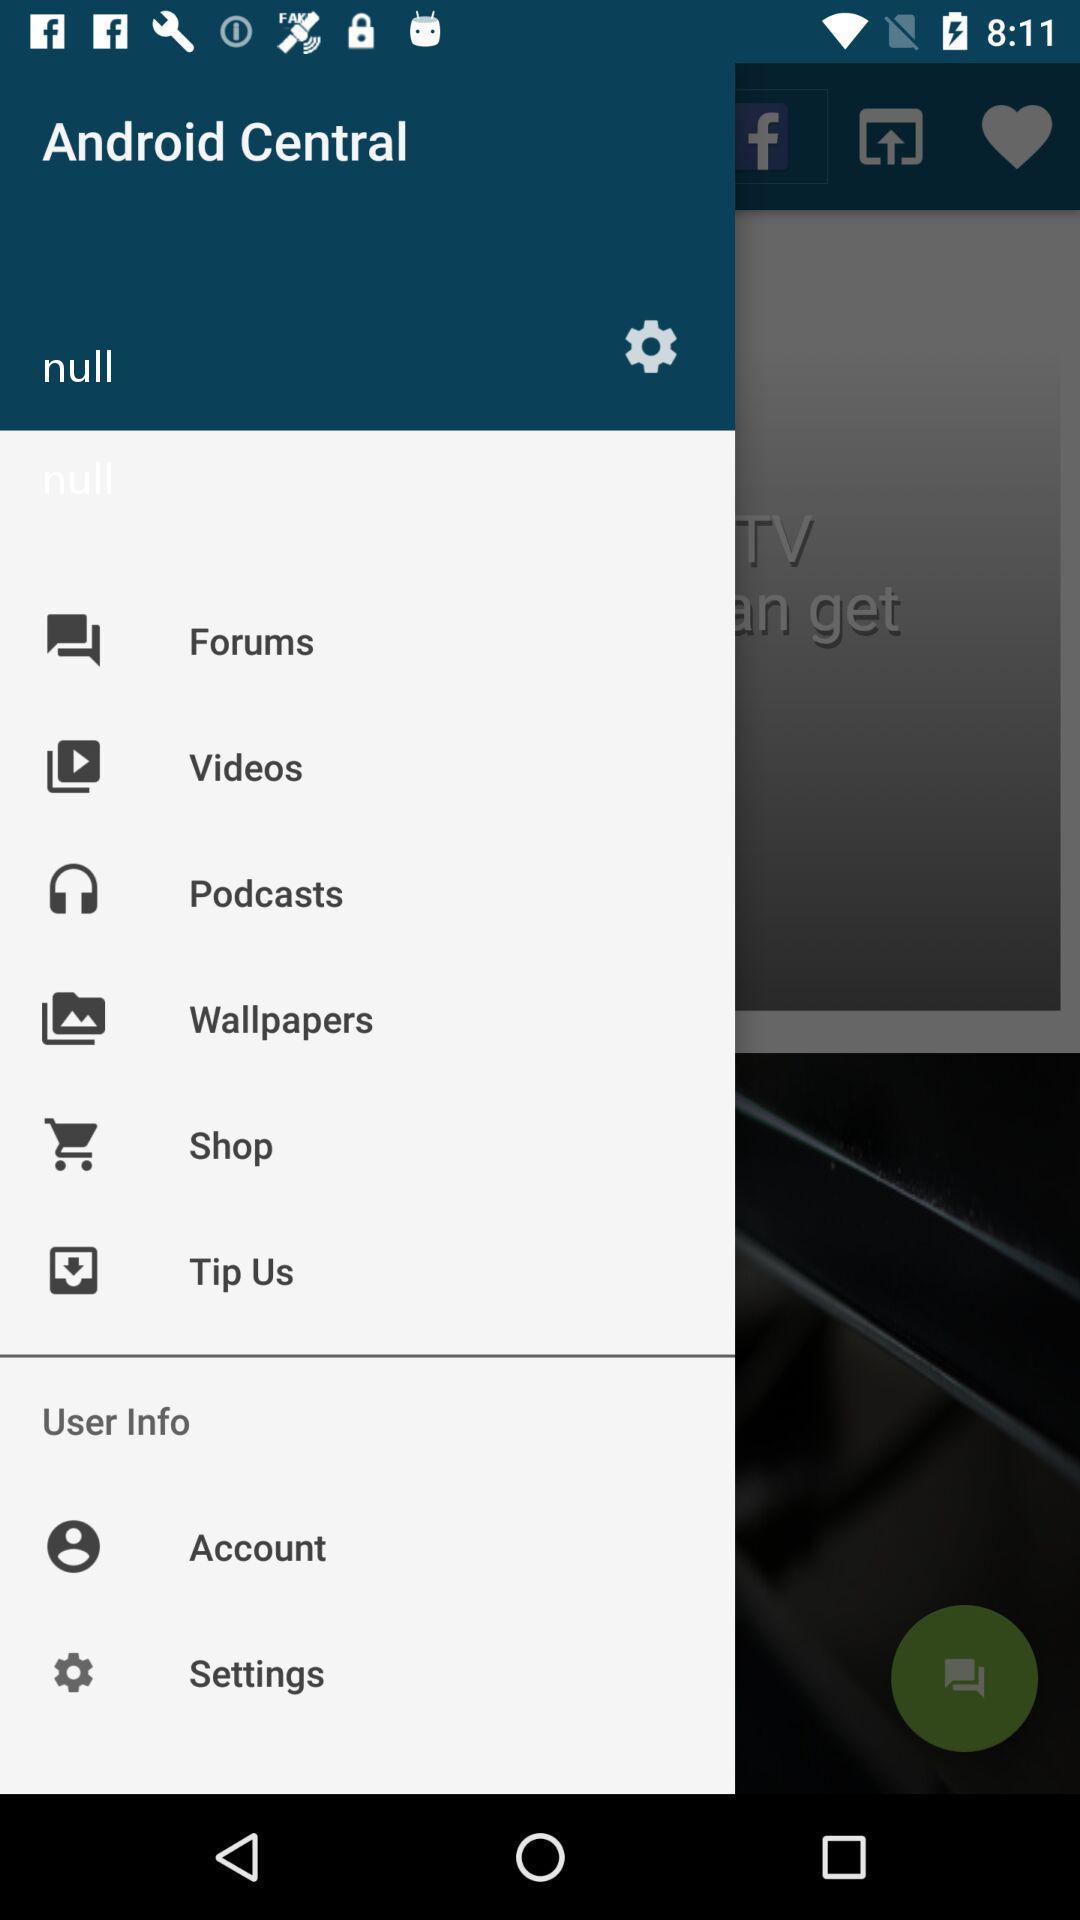 FAKE
8:11
Android Central
null
null
TV
an get
Forums
Videos
Podcasts
Wallpapers
Shop
Tip Us
User Info
Account
Settings